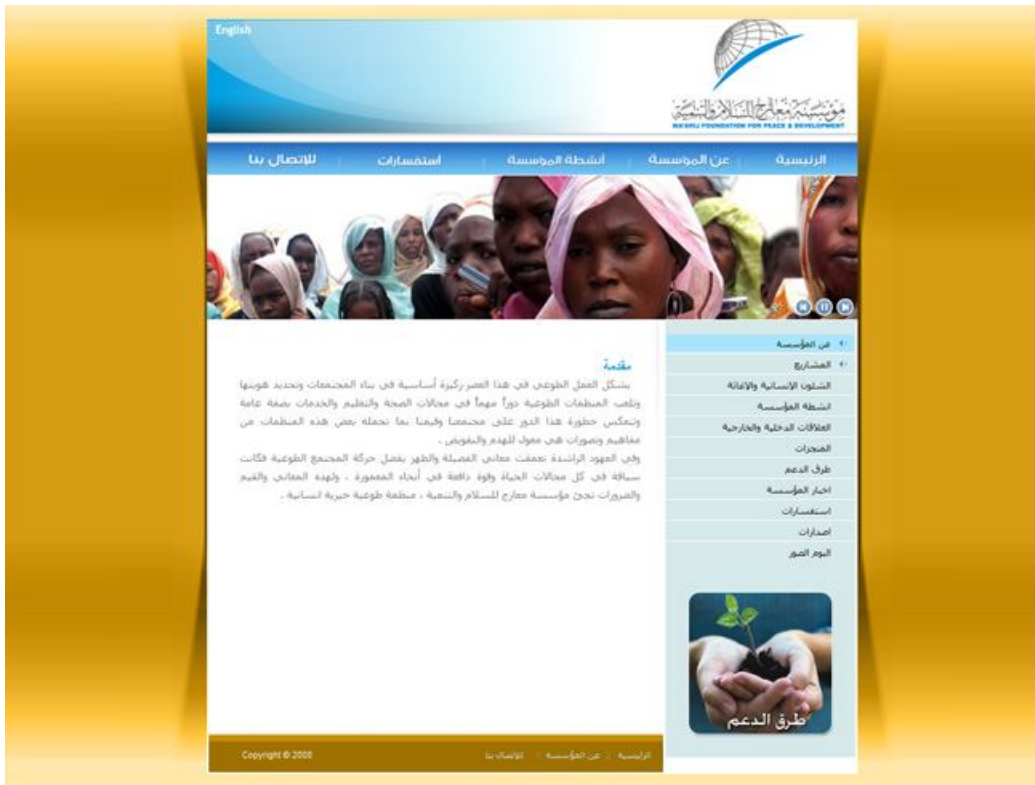 English
مؤسسة معارج للسلام والتنمية
MA'ARIJ FOUNDATION FOR PEACE & DEVELOPMENT
الرئيسية
عن المؤسسة
أنشطة المؤسسة
أستفسارات
للإتصال بنا
عن المؤسسة
المشاريع
الشئون الإنسانية والإغاثة
انشطة المؤسسة
العلاقات الدخلية والخارجية
المنجزات
طرق الدعم
اخبار المؤسسة
استفسارات
اصدارات
البوم الصور
طرق الدعم
مقدمة
يشكل العمل الطوعي في هذا العصر ركيزة أساسية في بناء المجتمعات وتحديد هويتها
وتلعب المنظمات الطوعية دوراً مهماً في مجالات الصحة والتعليم والخدمات بصفة عامة
وتنعكس خطورة هذا الدور على مجتمعنا وقيمنا بما تحمله بعض هذه المنظمات من
مفاهيم وتصورات هي معول للهدم والتقويض .
وفي العهود الراشدة تعمقت معاني الفضيلة والطهر بفضل حركة المجتمع الطوعية فكانت
سباقة في كل مجالات الحياة وقوة دافعة في أنحاء المعمورة ، ولهذه المعاني والقيم
والضرورات تجئ مؤسسة معارج للسلام والتنمية ، منظمة طوعية خيرية انسانية .
الرئيسية :: عن المؤسسة :: للإتصال بنا
Copyright © 2008